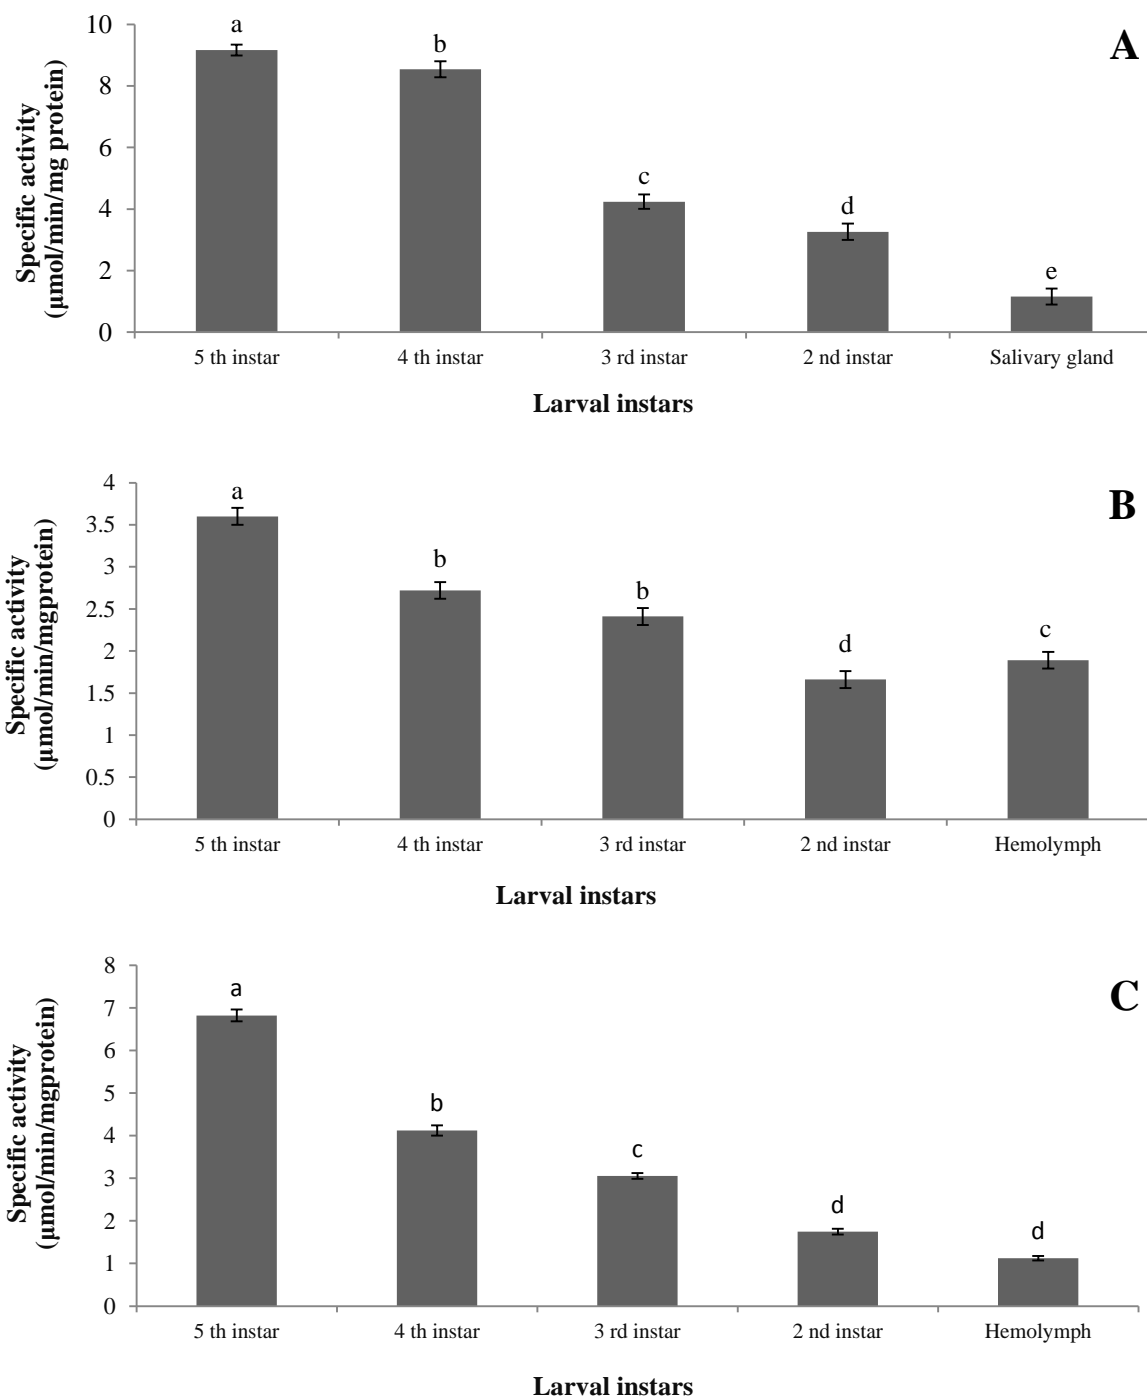 A
Specific activity
(µmol/min/mg protein)
10
8
6
4
2
0
a
b
c
d
e
5 th instar
4 th instar
3 rd instar
2 nd instar
Salivary gland
Larval instars
B
Specific activity
(µmol/min/mgprotein)
4
3.5
3
2.5
2
1.5
1
0.5
0
a
b
b
d
c
5 th instar
4 th instar
3 rd instar
2 nd instar
Hemolymph
Larval instars
C
Specific activity
(µmol/min/mgprotein)
8
7
6
5
4
3
2
1
0
a
b
c
d
d
5 th instar
4 th instar
3 rd instar
2 nd instar
Hemolymph
Larval instars